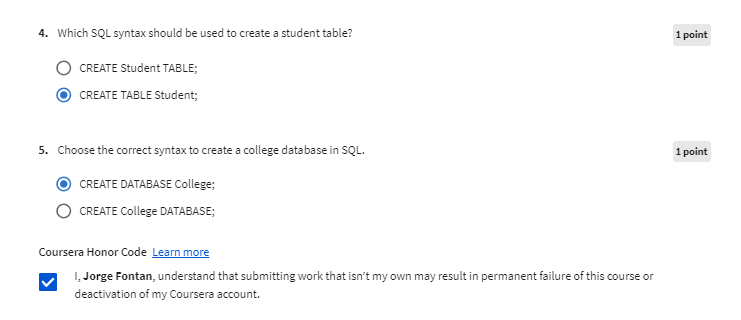 4. Which SQL syntax should be used to create a student table?
1 point
CREATE Student TABLE;
CREATE TABLE Student;
5. Choose the correct syntax to create a college database in SQL.
1 point
CREATE DATABASE College;
CREATE College DATABASE;
Coursera Honor Code Learn more
I, Jorge Fontan, understand that submitting work that isn't my own may result in permanent failure of this course or
deactivation of my Coursera account.